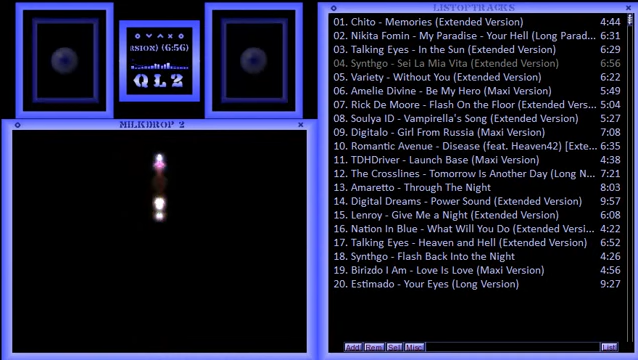 ʌsiox) (6:56)
QL2
MILKDROP 2
LISTOFTRACKS
01. Chito - Memories (Extended Version) 4:44
02. Nikita Fomin - My Paradise - Your Hell (Long Parad... 6:31
03. Talking Eyes - In the Sun (Extended Version) 6:29
04. Synthgo - Sei La Mia Vita (Extended Version) 6:56
05. Variety - Without You (Extended Version) 6:22
06. Amelie Divine - Be My Hero (Maxi Version) 5:49
07. Rick De Moore - Flash On the Floor (Extended Vers... 5:04
08. Soulya ID - Vampirella's Song (Extended Version) 5:27
09. Digitalo - Girl From Russia (Maxi Version) 7:08
10. Romantic Avenue - Disease (feat. Heaven42) [Exte... 6:35
11. TDHDriver - Launch Base (Maxi Version) 4:38
12. The Crosslines - Tomorrow Is Another Day (Long N... 7:21
13. Amaretto - Through The Night 8:03
14. Digital Dreams - Power Sound (Extended Version) 9:57
15. Lenroy - Give Me a Night (Extended Version) 6:08
16. Nation In Blue - What Will You Do (Extended Versi... 4:22
17. Talking Eyes - Heaven and Hell (Extended Version) 6:52
18. Synthgo - Flash Back Into the Night 4:26
19. Birizdo I Am - Love Is Love (Maxi Version) 4:56
20. Estimado - Your Eyes (Long Version) 9:27
Add Rem Sel Misc List